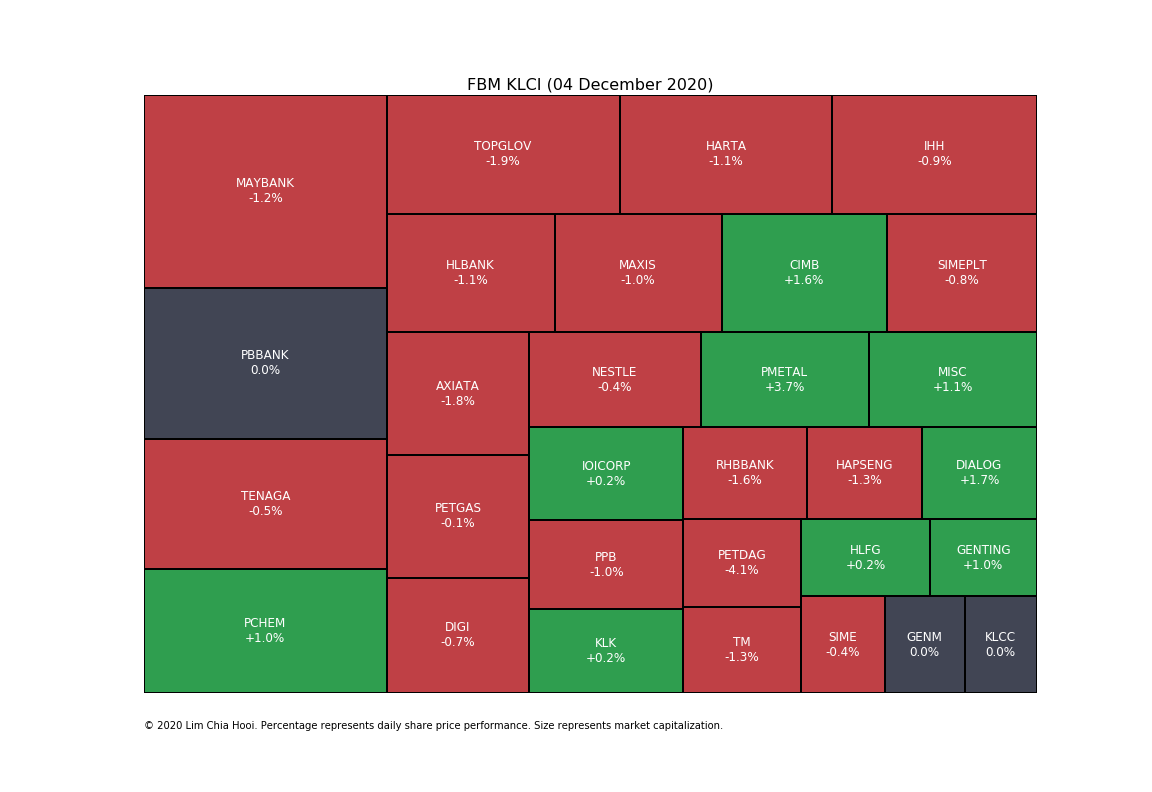 FBM KLCI (04 December 2020)
MAYBANK
-1.2%
TOPGLOV
-1.9%
HARTA
-1.1%
IHH
-0.9%
HLBANK
-1.1%
MAXIS
-1.0%
CIMB
+1.6%
SIMEPLT
-0.8%
PBBANK
0.0%
AXIATA
-1.8%
NESTLE
-0.4%
PMETAL
+3.7%
MISC
+1.1%
TENAGA
-0.5%
PETGAS
-0.1%
IOICORP
+0.2%
RHBBANK
-1.6%
HAPSENG
-1.3%
DIALOG
+1.7%
PPB
-1.0%
PETDAG
-4.1%
HLFG
+0.2%
GENTING
+1.0%
PCHEM
+1.0%
DIGI
-0.7%
KLK
+0.2%
TM
-1.3%
SIME
-0.4%
GENM
0.0%
KLCC
0.0%
© 2020 Lim Chia Hooi. Percentage represents daily share price performance. Size represents market capitalization.